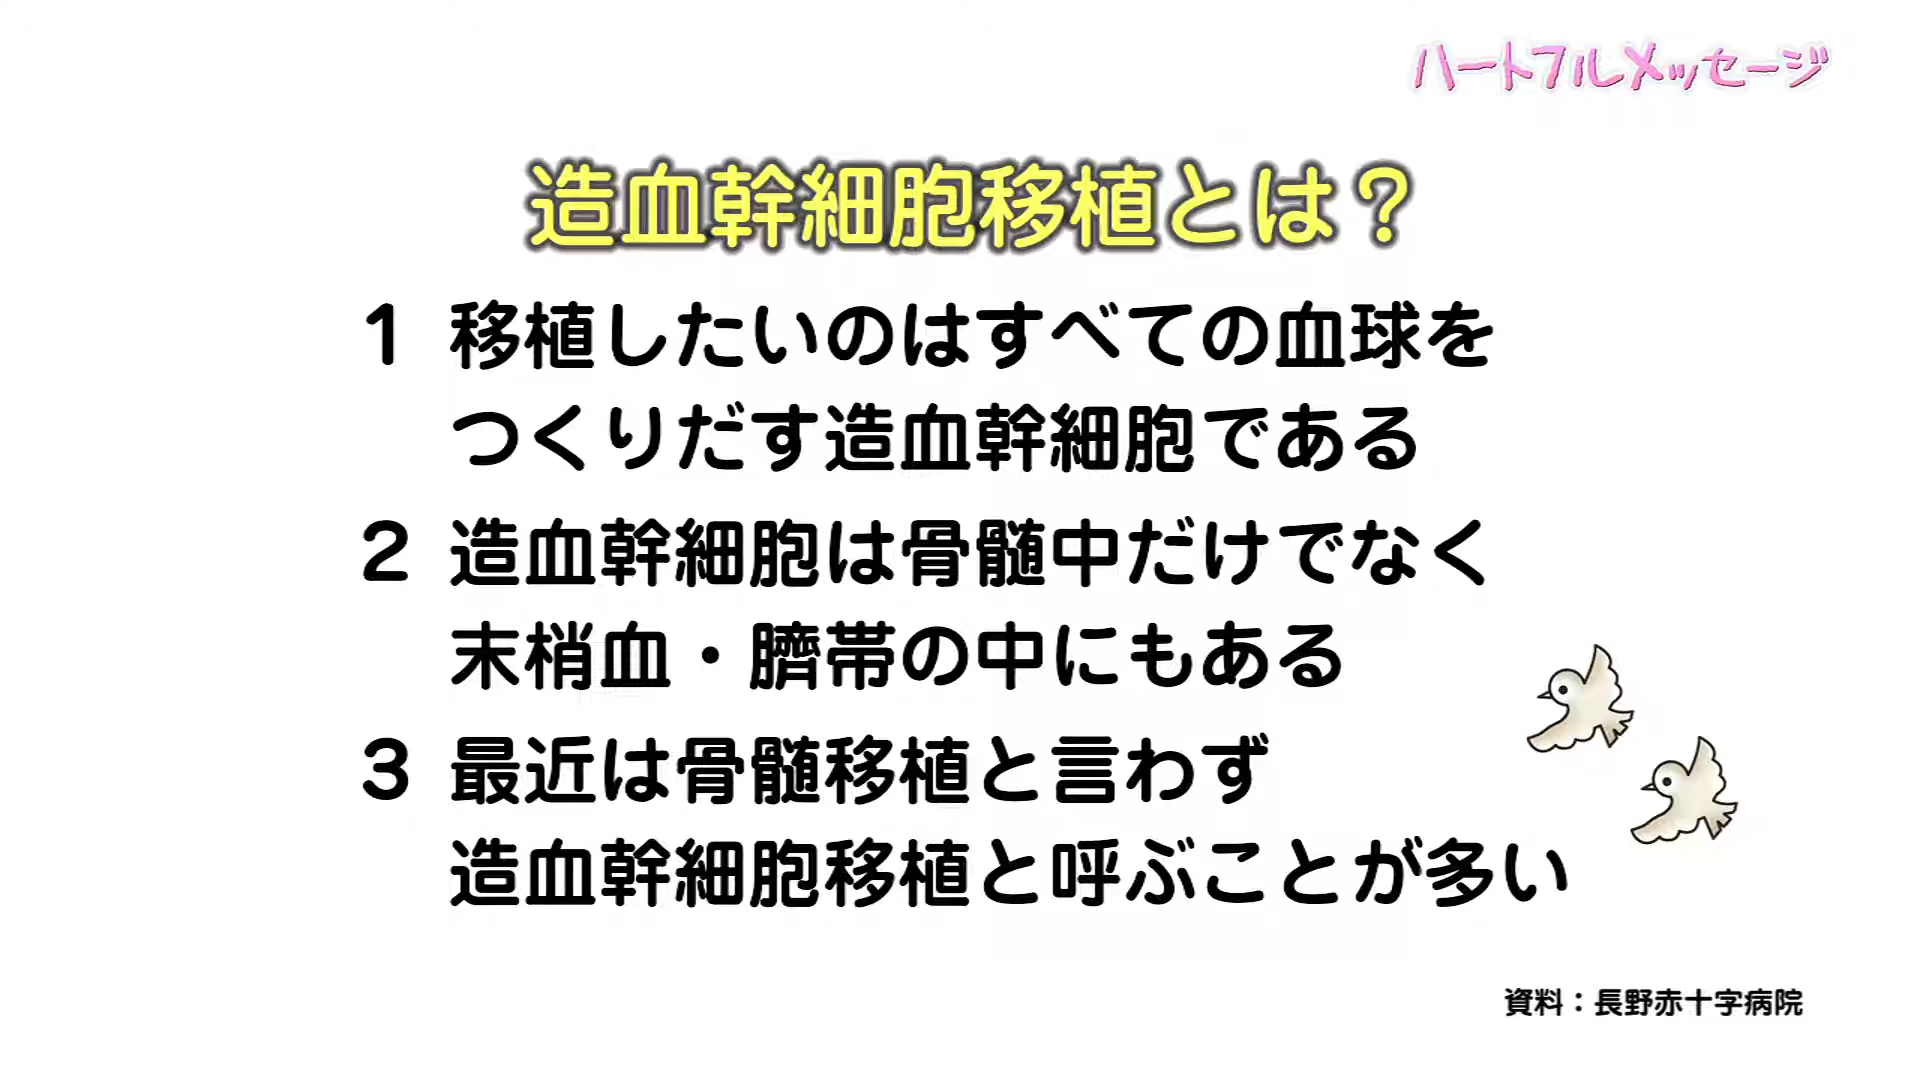 ハートフルメッセージ
造血幹細胞移植とは？
1 移植したいのはすべての血球を
つくりだす造血幹細胞である
2 造血幹細胞は骨髄中だけでなく
末梢血・臍帯の中にもある
3 最近は骨髄移植と言わず
造血幹細胞移植と呼ぶことが多い
資料：長野赤十字病院